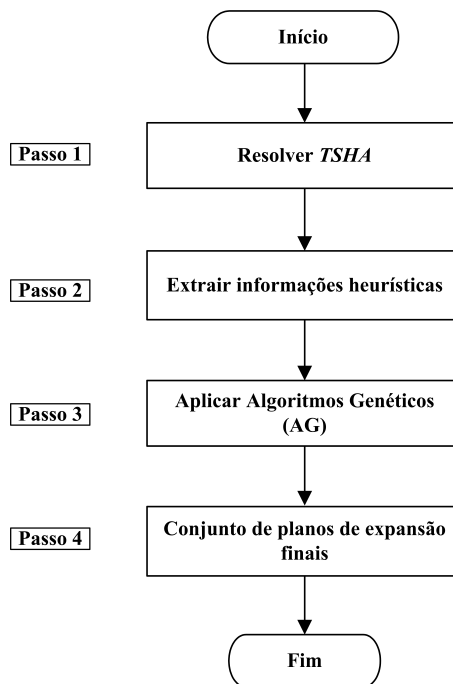 Início
Passo 1
Resolver TSHA
Passo 2
Extrair informações heurísticas
Passo 3
Aplicar Algoritmos Genéticos
(AG)
Passo 4
Conjunto de planos de expansão
finais
Fim